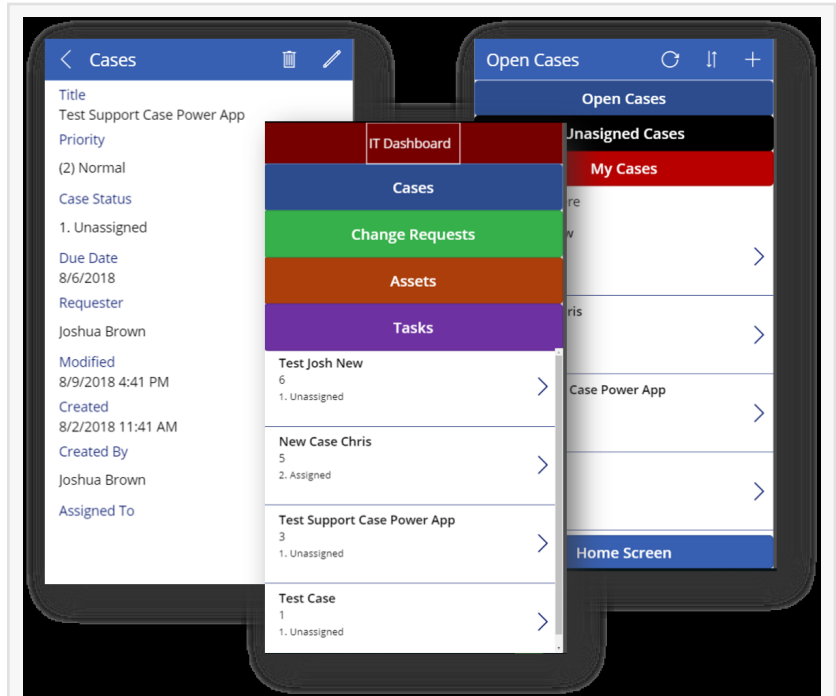 Cases
Title
Test Support Case Power App
Priority
(2) Normal
Case Status
1. Unassigned
Due Date
8/6/2018
Requester
Joshua Brown
Modified
8/9/2018 4:41 PM
Created
8/2/2018 11:41 AM
Created By
Joshua Brown
Assigned To
IT Dashboard
Cases
Change Requests
Assets
Tasks
Test Josh New
6
1. Unassigned
New Case Chris
5
2. Assigned
Test Support Case Power App
3
1. Unassigned
Test Case
1
1. Unassigned
Open Cases
Open Cases
Unasigned Cases
My Cases
re
w
ris
Case Power App
Home Screen